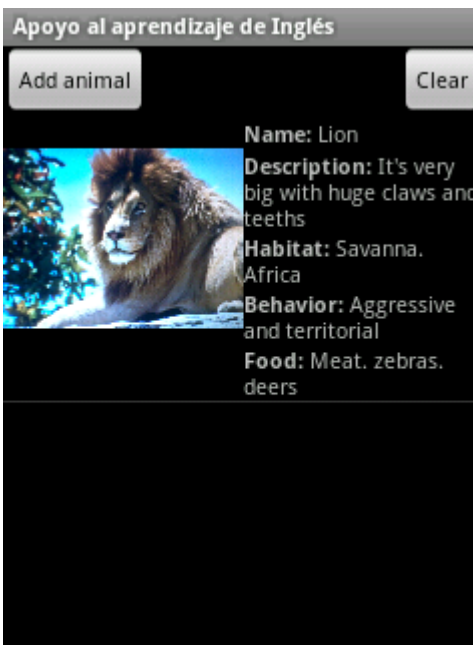 Apoyo al aprendizaje de Inglés
Add animal
Clear
Name: Lion
Description: It's very
big with huge claws and
teeths
Habitat: Savanna.
Africa
Behavior: Aggressive
and territorial
Food: Meat. zebras.
deers